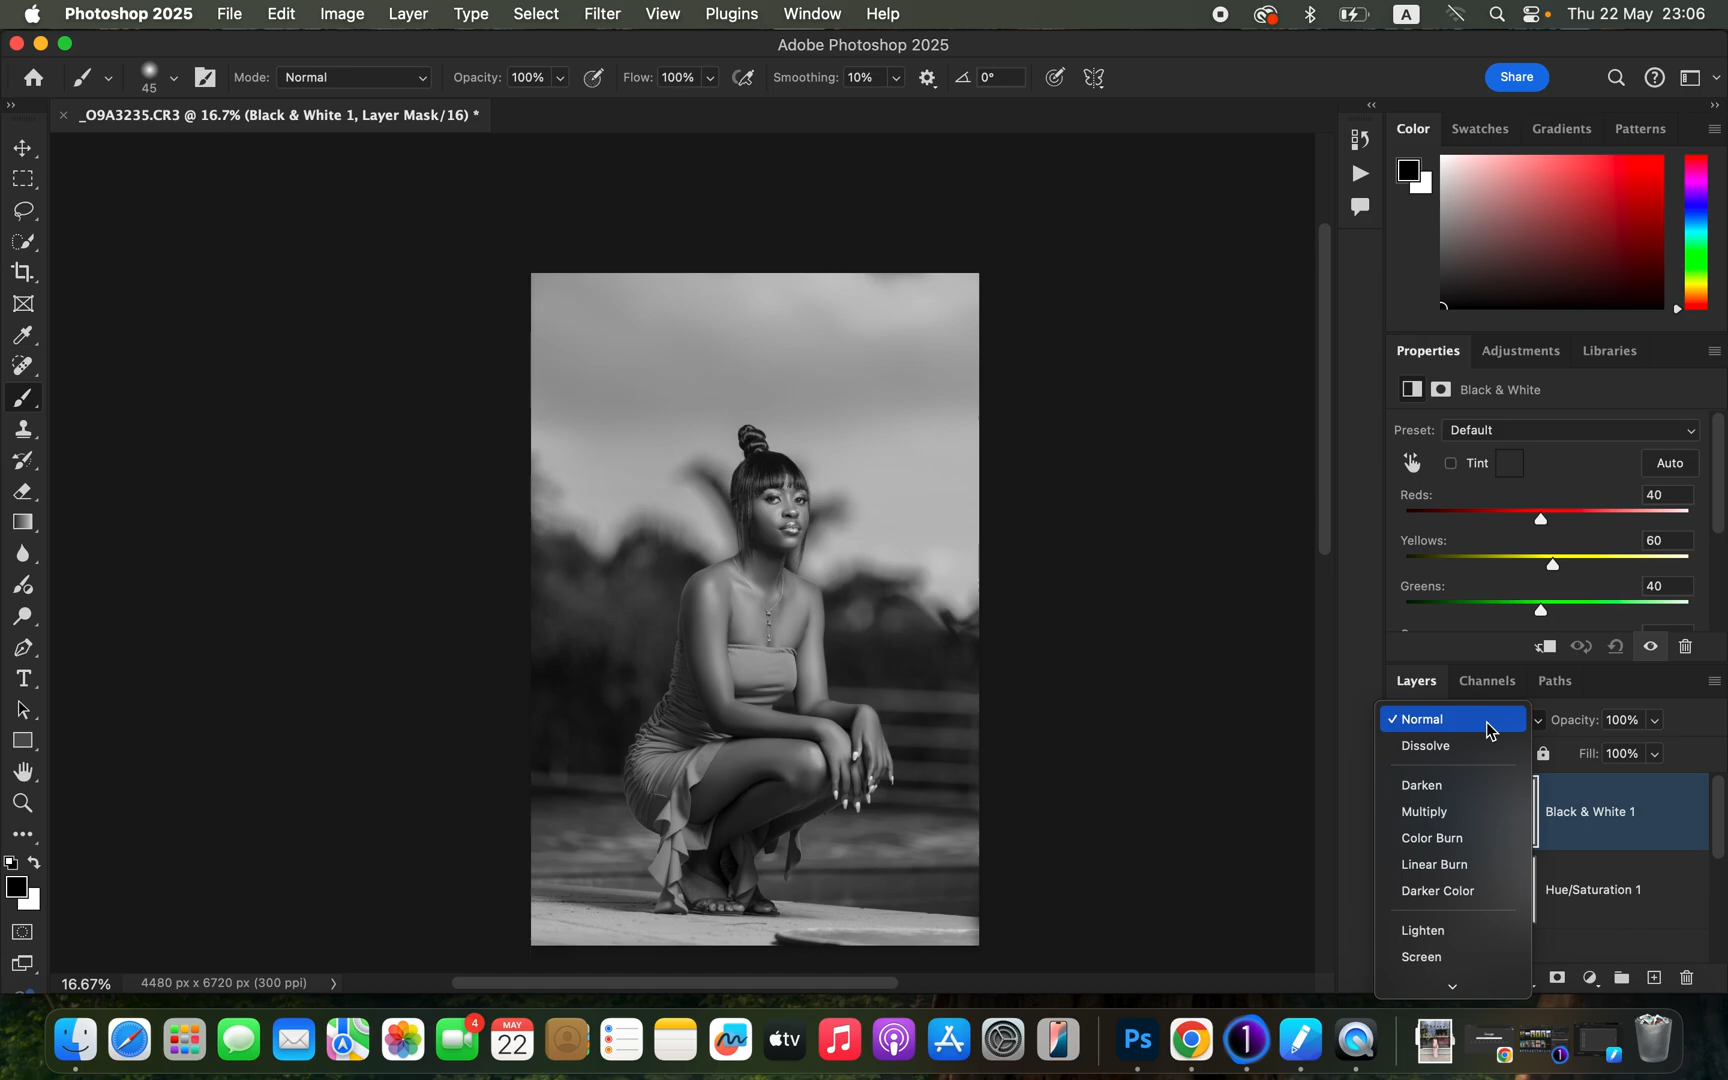 Photoshop 2025 File Edit Image Layer Type Select Filter View Plugins Window Help A Thu 22 May 23:06
Adobe Photoshop 2025
45 Mode: Normal Opacity: 100% Flow: 100% Smoothing: 10% 0° Share
_O9A3235.CR3 @ 16.7% (Black & White 1, Layer Mask/16) *
Color Swatches Gradients Patterns
Properties Adjustments Libraries
Black & White
Preset: Default
Tint Auto
Reds: 40
Yellows: 60
Greens: 40
Layers Channels Paths
Normal Opacity: 100%
Dissolve
Fill: 100%
Darken
Multiply Black & White 1
Color Burn
Linear Burn
Darker Color Hue/Saturation 1
Lighten
Screen
16.67% 4480 px x 6720 px (300 ppi)
4 MAY
22 tv Ps 1